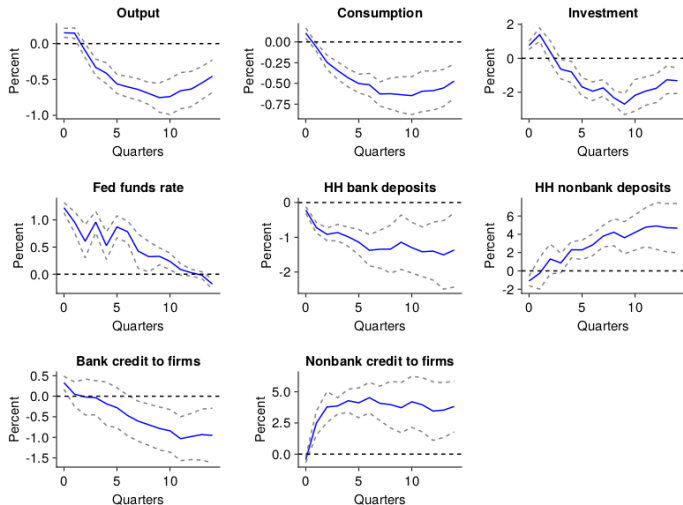 Output
Consumption
Investment
Percent
0.0
-0.5
-1.0
0
5
10
Quarters
Percent
0.00
-0.25
-0.50
-0.75
0
5
10
Quarters
Percent
2
0
-2
0
5
10
Quarters
Fed funds rate
HH bank deposits
HH nonbank deposits
Percent
1.0
0.5
0.0
0
5
10
Quarters
Percent
0
-1
-2
0
5
10
Quarters
Percent
6
4
2
0
-2
0
5
10
Quarters
Bank credit to firms
Nonbank credit to firms
Percent
0.5
0.0
-0.5
-1.0
-1.5
0
5
10
Quarters
Percent
5.0
2.5
0.0
0
5
10
Quarters